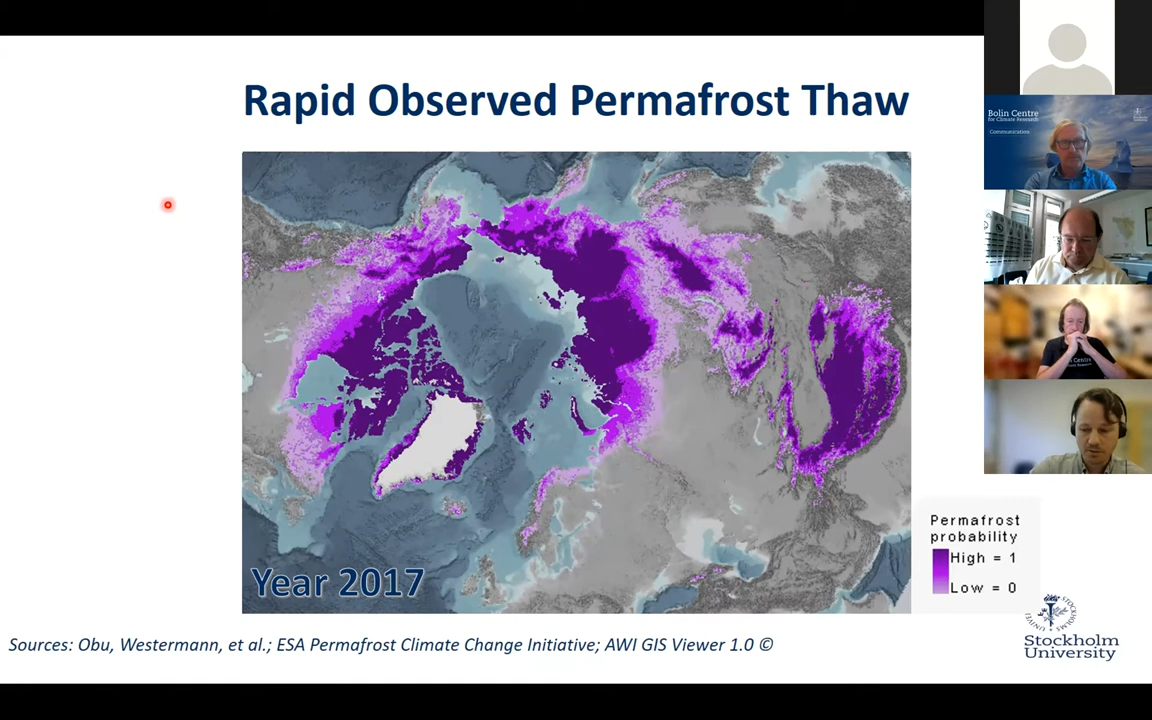 Rapid Observed Permafrost Thaw
Bolin Centre
for Climate Research
Communication
Year 2017
Permafrost
probability
High = 1
Low = 0
Sources: Obu, Westermann, et al.; ESA Permafrost Climate Change Initiative; AWI GIS Viewer 1.0 ©
Stockholm
University